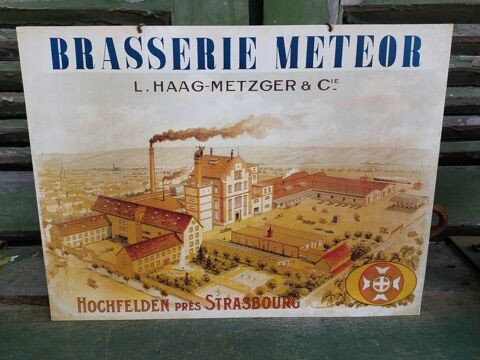 BRASSERIE METEOR
L. HAAG-METZGER & CIE
HOCHFELDEN PRÈS STRASBOURG